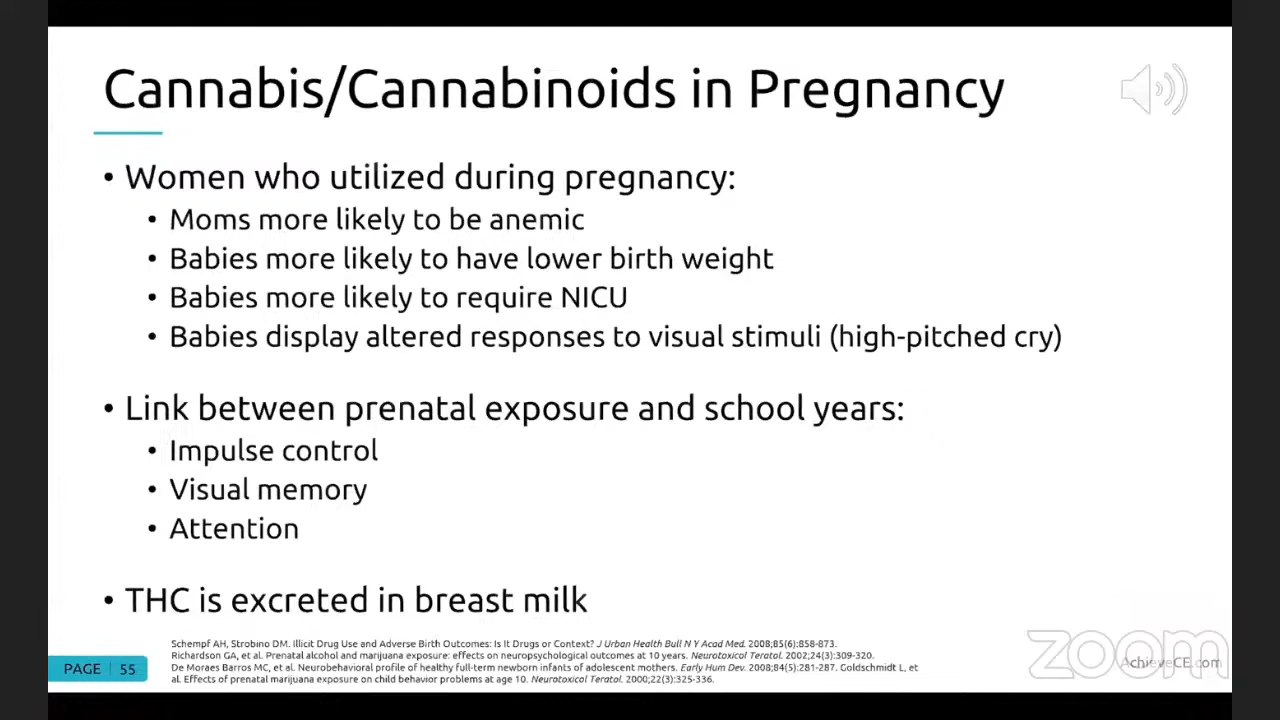 Cannabis/Cannabinoids in Pregnancy
• Women who utilized during pregnancy:
• Moms more likely to be anemic
• Babies more likely to have lower birth weight
• Babies more likely to require NICU
• Babies display altered responses to visual stimuli (high-pitched cry)
• Link between prenatal exposure and school years:
• Impulse control
• Visual memory
• Attention
• THC is excreted in breast milk
Schempf AH, Strobino DM. Illicit Drug Use and Adverse Birth Outcomes: Is It Drugs or Context? J Urban Health Bull N Y Acad Med. 2008;85(6):858-873.
Richardson GA, et al. Prenatal alcohol and marijuana exposure: effects on neuropsychological outcomes at 10 years. Neurotoxicol Teratol. 2002;24(3):309-320.
De Moraes Barros MC, et al. Neurobehavioral profile of healthy full-term newborn infants of adolescent mothers. Early Hum Dev. 2008;84(5):281-287. Goldschmidt L, et
al. Effects of prenatal marijuana exposure on child behavior problems at age 10. Neurotoxicol Teratol. 2000;22(3):325-336.
PAGE | 55
zoom
AchieveCE.com